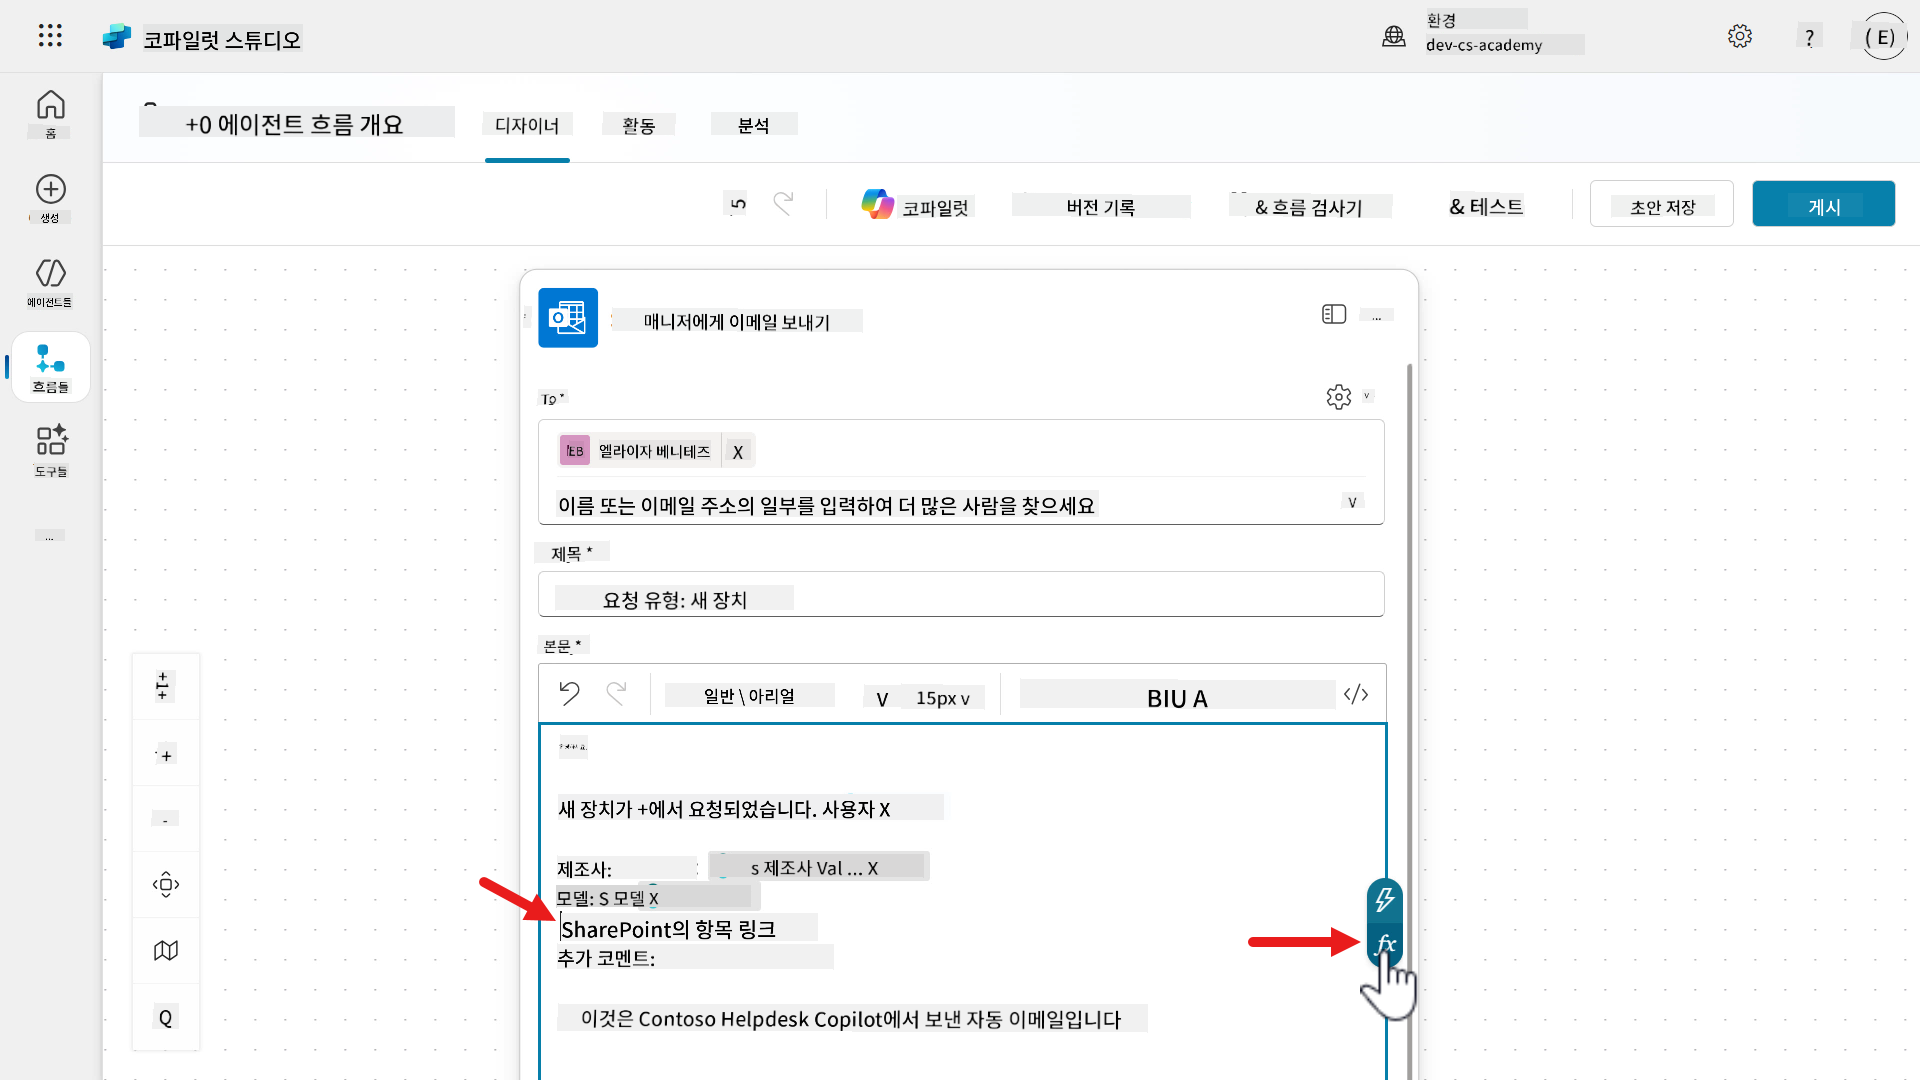 코파일럿 스튜디오
환경
dev-cs-academy
?
( E)
홈
생성
에이전트들
흐름들
도구들
...
+0 에이전트 흐름 개요
디자이너
활동
분석
코파일럿
버전 기록
& 흐름 검사기
& 테스트
초안 저장
게시
매니저에게 이메일 보내기
...
To *
v
EB
엘라이자 베니테즈
X
이름 또는 이메일 주소의 일부를 입력하여 더 많은 사람을 찾으세요
V
제목 *
요청 유형: 새 장치
본문 *
일반 \ 아리얼
V
15px v
BIU A
</>
새 장치가 +에서 요청되었습니다. 사용자 X
제조사:
: s 제조사 Val ... X
모델: S 모델 X
SharePoint의 항목 링크
추가 코멘트:
이것은 Contoso Helpdesk Copilot에서 보낸 자동 이메일입니다
fx
+
-
Q